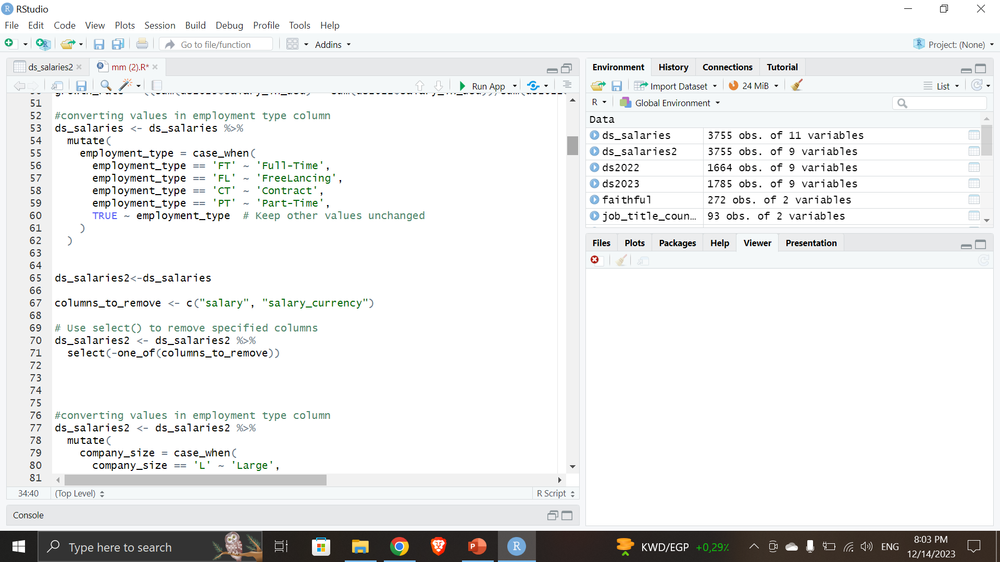 RStudio
File Edit Code View Plots Session Build Debug Profile Tools Help
Go to file/function
Addins
Project: (None)
ds_salaries2
mm (2).R*
Run App
51
52 #converting values in employment type column
53 ds_salaries <- ds_salaries %>%
54 mutate(
55 employment_type = case_when(
56 employment_type == 'FT' ~ 'Full-Time',
57 employment_type == 'FL' ~ 'FreeLancing',
58 employment_type == 'CT' ~ 'Contract',
59 employment_type == 'PT' ~ 'Part-Time',
60 TRUE ~ employment_type # Keep other values unchanged
61 )
62 )
63
64
65 ds_salaries2<-ds_salaries
66
67 columns_to_remove <- c("salary", "salary_currency")
68
69 # Use select() to remove specified columns
70 ds_salaries2 <- ds_salaries2 %>%
71 select(-one_of(columns_to_remove))
72
73
74
75
76 #converting values in employment type column
77 ds_salaries2 <- ds_salaries2 %>%
78 mutate(
79 company_size = case_when(
80 company_size == 'L' ~ 'Large',
81
34:40 (Top Level) R Script
Console
Environment History Connections Tutorial
Import Dataset 24 MiB List
R Global Environment
Data
ds_salaries 3755 obs. of 11 variables
ds_salaries2 3755 obs. of 9 variables
ds2022 1664 obs. of 9 variables
ds2023 1785 obs. of 9 variables
faithful 272 obs. of 2 variables
job_title_coun... 93 obs. of 2 variables
Files Plots Packages Help Viewer Presentation
Type here to search
KWD/EGP +0,29%
ENG
8:03 PM
12/14/2023